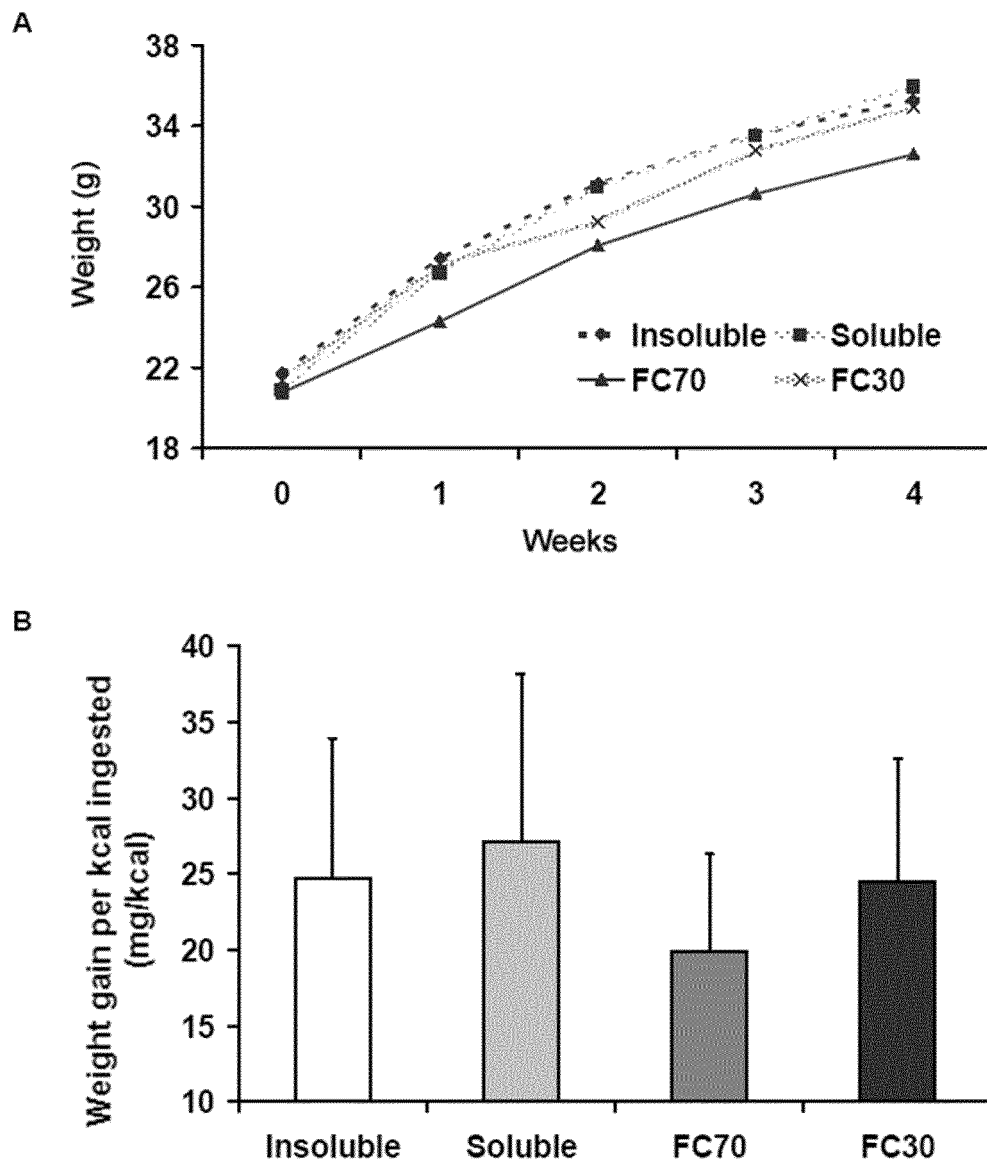 A
38
34
30
26
22
18
Weight (g)
Insoluble Soluble
FC70 FC30
0 1 2 3 4
Weeks
B
40
35
30
25
20
15
10
Weight gain per kcal ingested
(mg/kcal)
Insoluble Soluble FC70 FC30